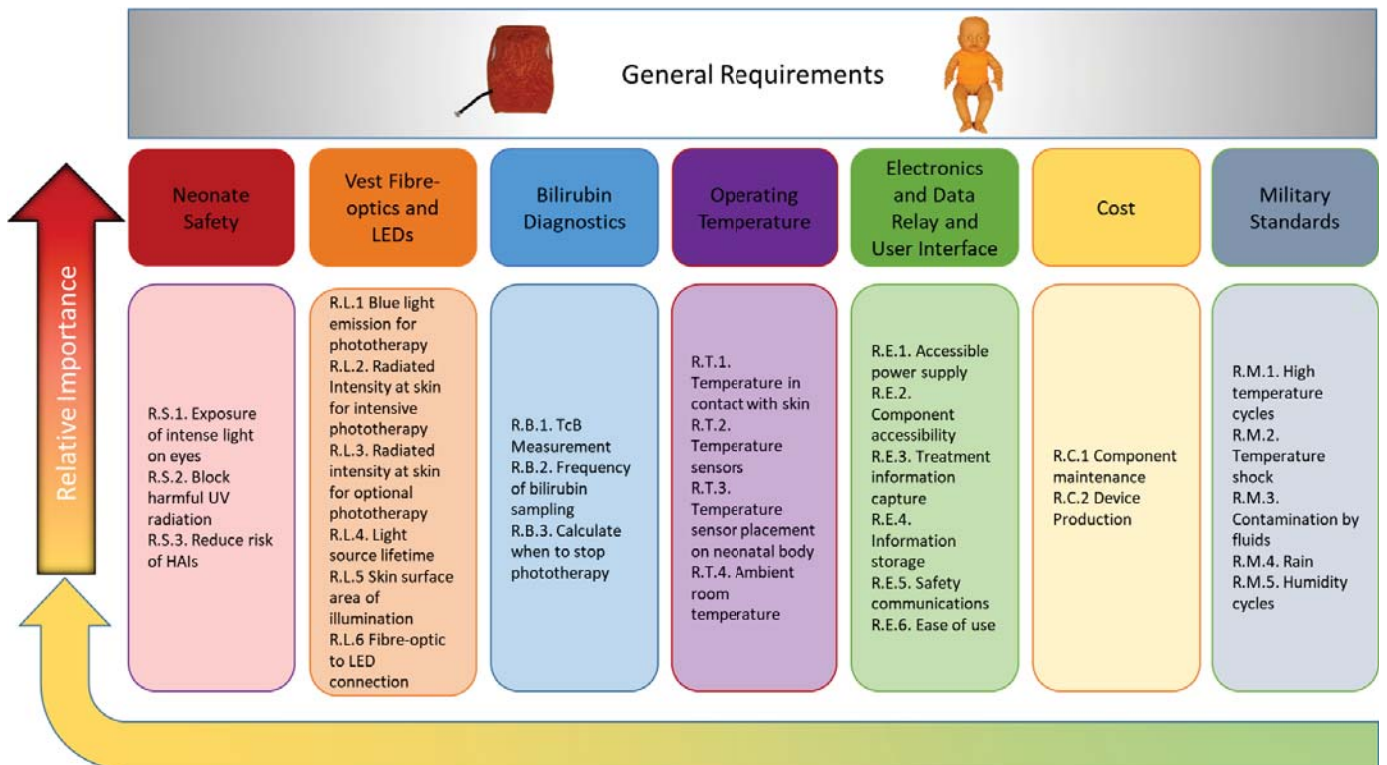 General Requirements
Relative Importance
Neonate
Safety
Vest Fibre-
optics and
LEDs
Bilirubin
Diagnostics
Operating
Temperature
Electronics
and Data
Relay and
User Interface
Cost
Military
Standards
R.S.1. Exposure
of intense light
on eyes
R.S.2. Block
harmful UV
radiation
R.S.3. Reduce risk
of HAIs
R.L.1 Blue light
emission for
phototherapy
R.L.2. Radiated
Intensity at skin
for intensive
phototherapy
R.L.3. Radiated
intensity at skin
for optional
phototherapy
R.L.4. Light
source lifetime
R.L.5 Skin surface
area of
illumination
R.L.6 Fibre-optic
to LED
connection
R.B.1. TcB
Measurement
R.B.2. Frequency
of bilirubin
sampling
R.B.3. Calculate
when to stop
phototherapy
R.T.1.
Temperature in
contact with skin
R.T.2.
Temperature
sensors
R.T.3.
Temperature
sensor placement
on neonatal body
R.T.4. Ambient
room
temperature
R.E.1. Accessible
power supply
R.E.2.
Component
accessibility
R.E.3. Treatment
information
capture
R.E.4.
Information
storage
R.E.5. Safety
communications
R.E.6. Ease of use
R.C.1 Component
maintenance
R.C.2 Device
Production
R.M.1. High
temperature
cycles
R.M.2.
Temperature
shock
R.M.3.
Contamination by
fluids
R.M.4. Rain
R.M.5. Humidity
cycles